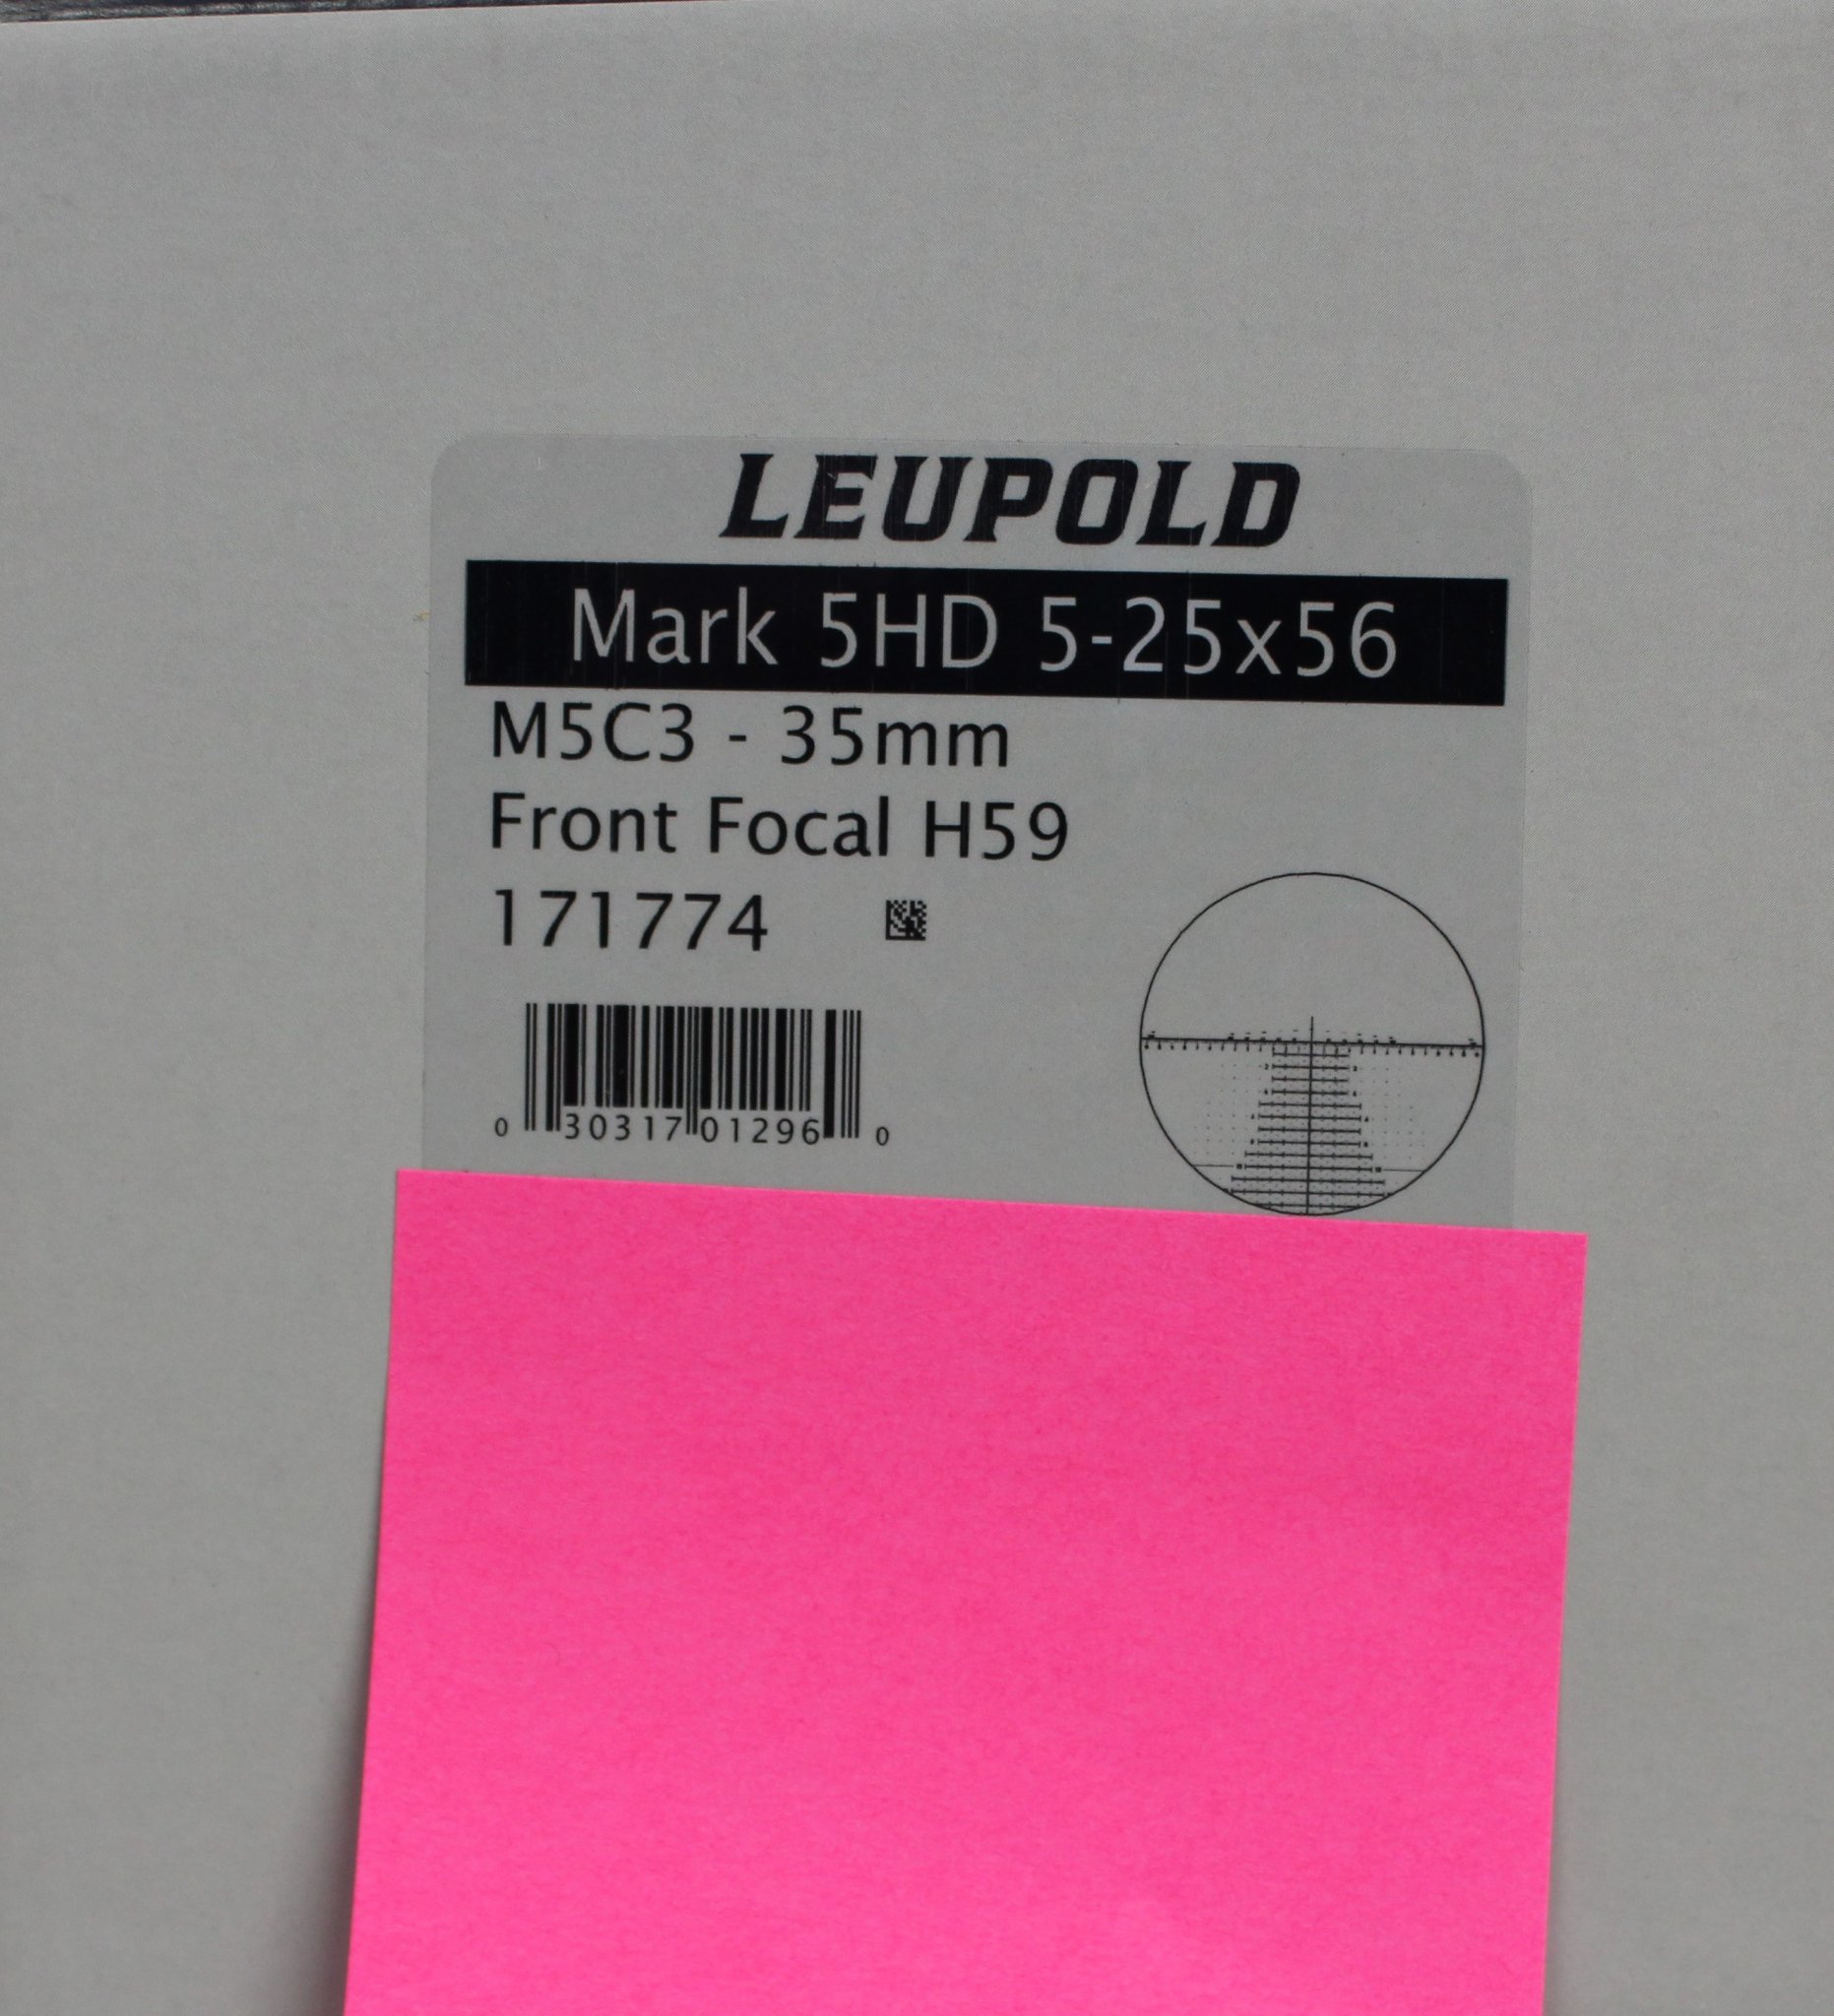 LEUPOLD
Mark 5HD 5-25x56
M5C3 - 35mm
Front Focal H59
171774
0 30317 01296 0